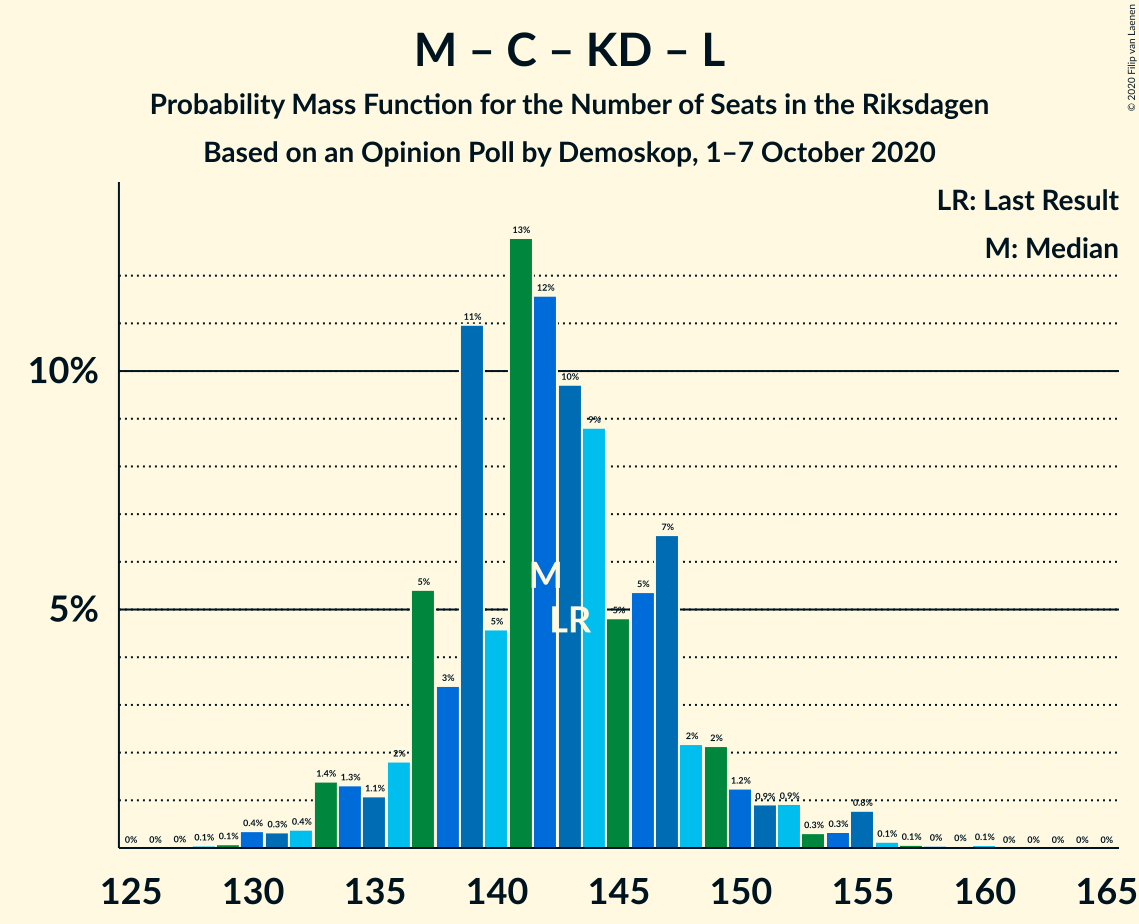 M – C – KD – L
Probability Mass Function for the Number of Seats in the Riksdagen
Based on an Opinion Poll by Demoskop, 1–7 October 2020
© 2020 Filip van Laenen
LR: Last Result
M: Median
10%
5%
0% 0% 0% 0.1% 0.1% 0.4% 0.3% 0.4% 1.4% 1.3% 1.1% 2% 5% 3% 11% 5% 13% 12% 10% 9% 5% 5% 7% 2% 2% 1.2% 0.9% 0.9% 0.3% 0.3% 0.8% 0.1% 0.1% 0% 0% 0.1% 0% 0% 0% 0% 0%
M
LR
125 130 135 140 145 150 155 160 165